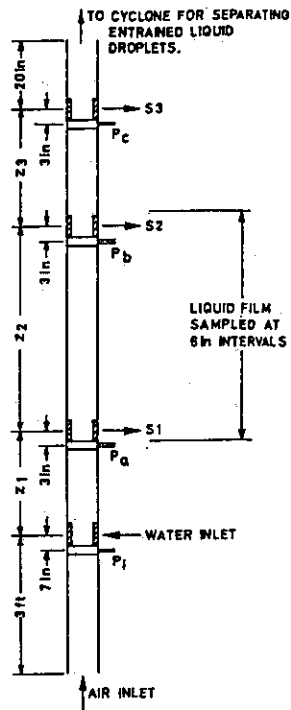 TO CYCLONE FOR SEPARATING
ENTRAINED LIQUID
DROPLETS.
20in
S3
3in
Pc
Z3
S2
3in
Pb
Z2
LIQUID FILM
SAMPLED AT
6in INTERVALS
S1
3in
Pa
Z1
WATER INLET
7in
Pi
3ft
AIR INLET